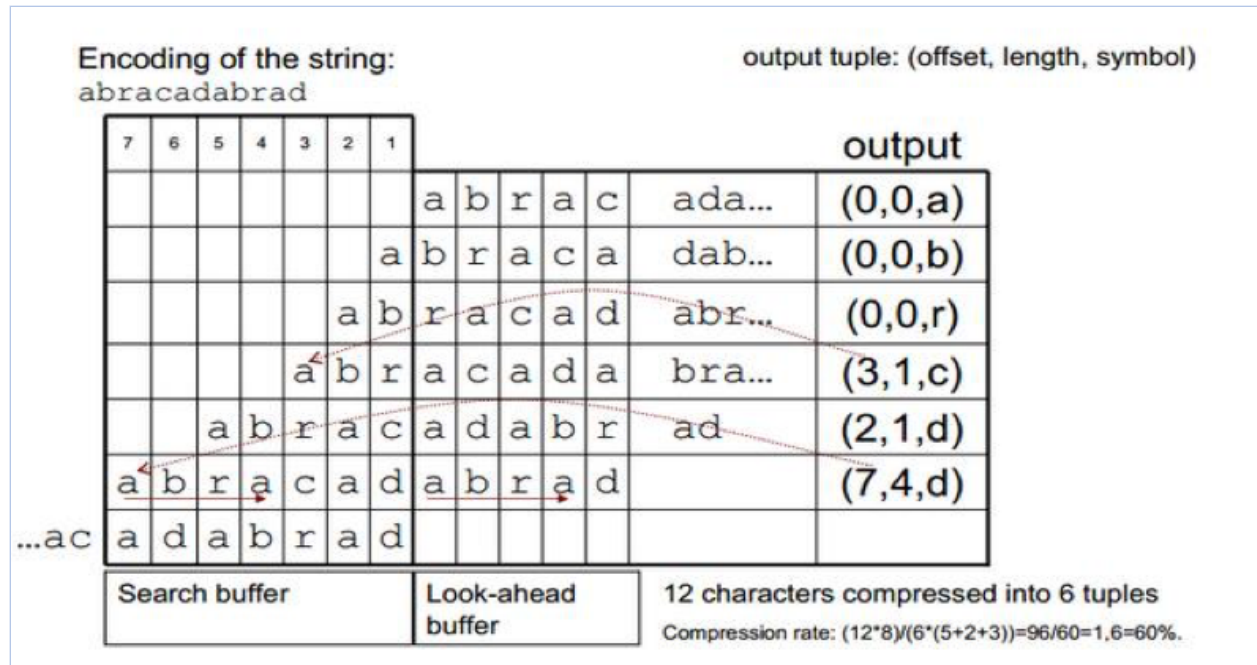 Encoding of the string:
output tuple: (offset, length, symbol)
abracadabrad
7 6 5 4 3 2 1
output
a b r a c ada... (0,0,a)
a b r a c a dab... (0,0,b)
a b r a c a d abr... (0,0,r)
a b r a c a d a bra... (3,1,c)
a b r a c a d a b r ad (2,1,d)
a b r a c a d a b r a d (7,4,d)
...ac a d a b r a d
Search buffer
Look-ahead
buffer
12 characters compressed into 6 tuples
Compression rate: (12*8)/(6*(5+2+3))=96/60=1,6=60%.